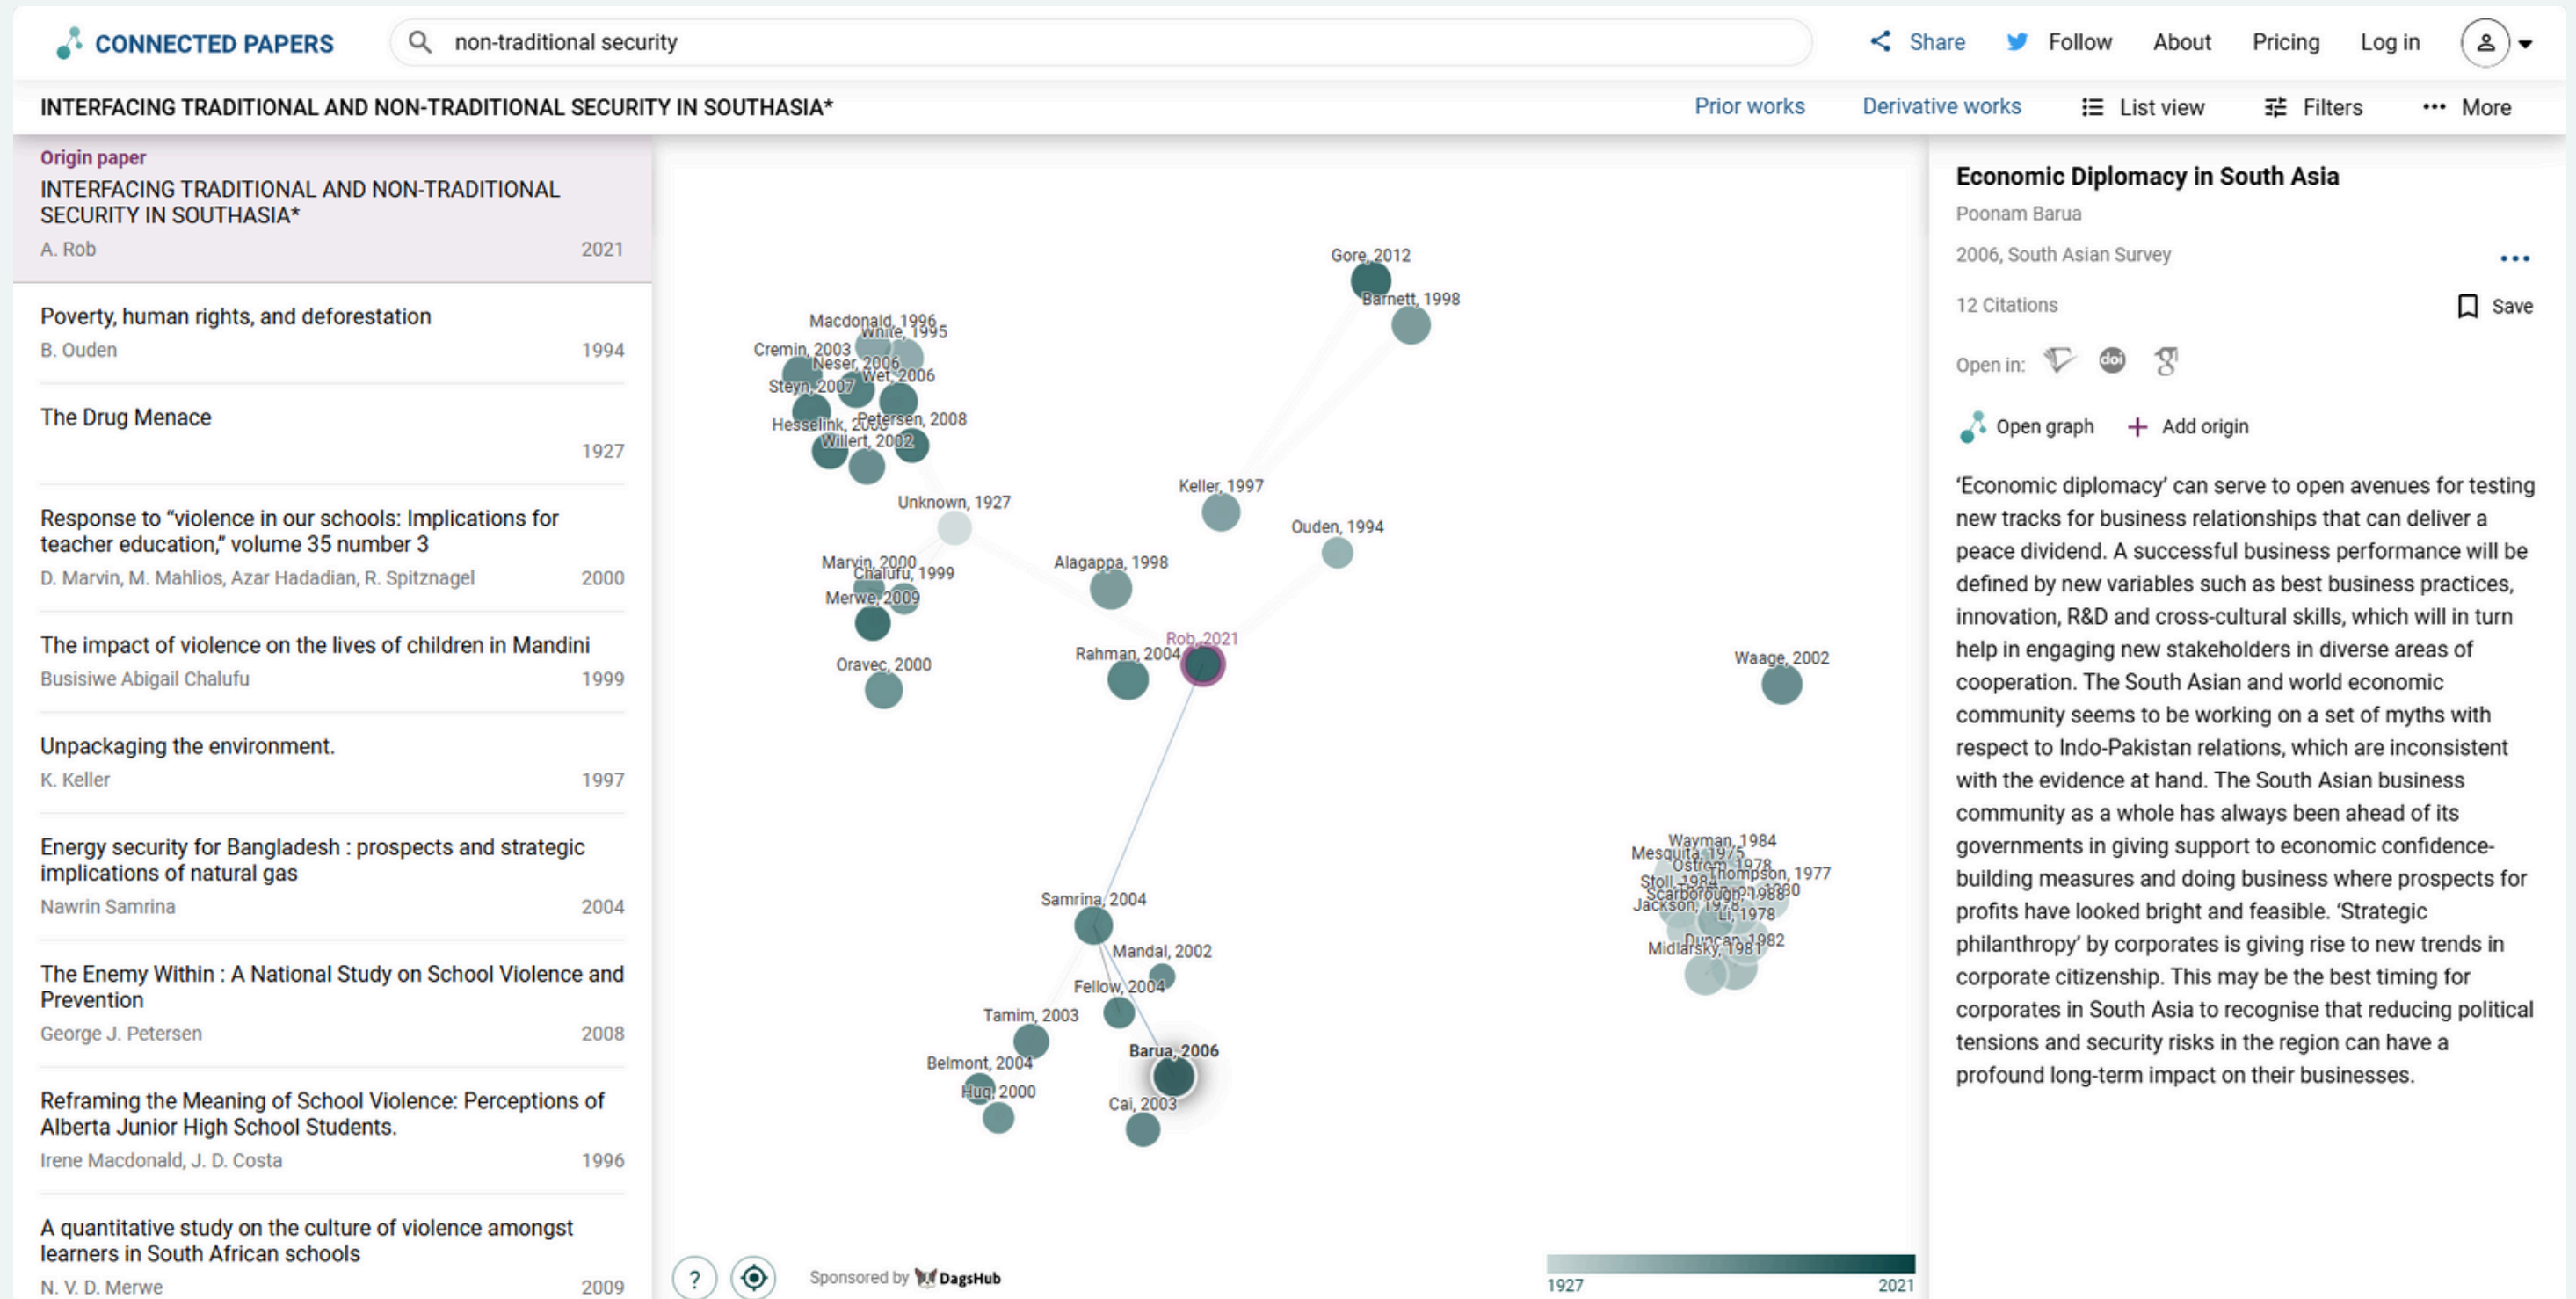 CONNECTED PAPERS
non-traditional security
Share
Follow
About
Pricing
Log in
INTERFACING TRADITIONAL AND NON-TRADITIONAL SECURITY IN SOUTHASIA*
Prior works
Derivative works
List view
Filters
More
Origin paper
INTERFACING TRADITIONAL AND NON-TRADITIONAL
SECURITY IN SOUTHASIA*
A. Rob 2021
Poverty, human rights, and deforestation
B. Ouden 1994
The Drug Menace
1927
Response to “violence in our schools: Implications for
teacher education,” volume 35 number 3
D. Marvin, M. Mahlios, Azar Hadadian, R. Spitznagel 2000
The impact of violence on the lives of children in Mandini
Busisiwe Abigail Chalufu 1999
Unpackaging the environment.
K. Keller 1997
Energy security for Bangladesh : prospects and strategic
implications of natural gas
Nawrin Samrina 2004
The Enemy Within : A National Study on School Violence and
Prevention
George J. Petersen 2008
Reframing the Meaning of School Violence: Perceptions of
Alberta Junior High School Students.
Irene Macdonald, J. D. Costa 1996
A quantitative study on the culture of violence amongst
learners in South African schools
N. V. D. Merwe 2009
Gore, 2012
Barnett, 1998
Macdonald, 1996
White, 1995
Cremin, 2003
Neser, 2006
Wet, 2006
Steyn, 2007
Petersen, 2008
Hesselink,
Willert, 2002
Keller, 1997
Unknown, 1927
Ouden, 1994
Marvin, 2000
Alagappa, 1998
Chalufu, 1999
Merwe, 2009
Rob, 2021
Rahman, 2004
Oravec, 2000
Waage, 2002
Wayman, 1984
Mesquita, 1975
Ostrom, 1978
Thompson, 1977
Stoll, 1984
Scarborough, 1988
Jackson, 1978
Li, 1978
Duncan, 1982
Midlarsky, 1981
Samrina, 2004
Mandal, 2002
Fellow, 2004
Tamim, 2003
Barua, 2006
Belmont, 2004
Huq, 2000
Cai, 2003
?
Sponsored by DagsHub
1927 2021
Economic Diplomacy in South Asia
Poonam Barua
2006, South Asian Survey
12 Citations
Save
Open in:
doi
g
Open graph
Add origin
‘Economic diplomacy’ can serve to open avenues for testing
new tracks for business relationships that can deliver a
peace dividend. A successful business performance will be
defined by new variables such as best business practices,
innovation, R&D and cross-cultural skills, which will in turn
help in engaging new stakeholders in diverse areas of
cooperation. The South Asian and world economic
community seems to be working on a set of myths with
respect to Indo-Pakistan relations, which are inconsistent
with the evidence at hand. The South Asian business
community as a whole has always been ahead of its
governments in giving support to economic confidence-
building measures and doing business where prospects for
profits have looked bright and feasible. ‘Strategic
philanthropy’ by corporates is giving rise to new trends in
corporate citizenship. This may be the best timing for
corporates in South Asia to recognise that reducing political
tensions and security risks in the region can have a
profound long-term impact on their businesses.